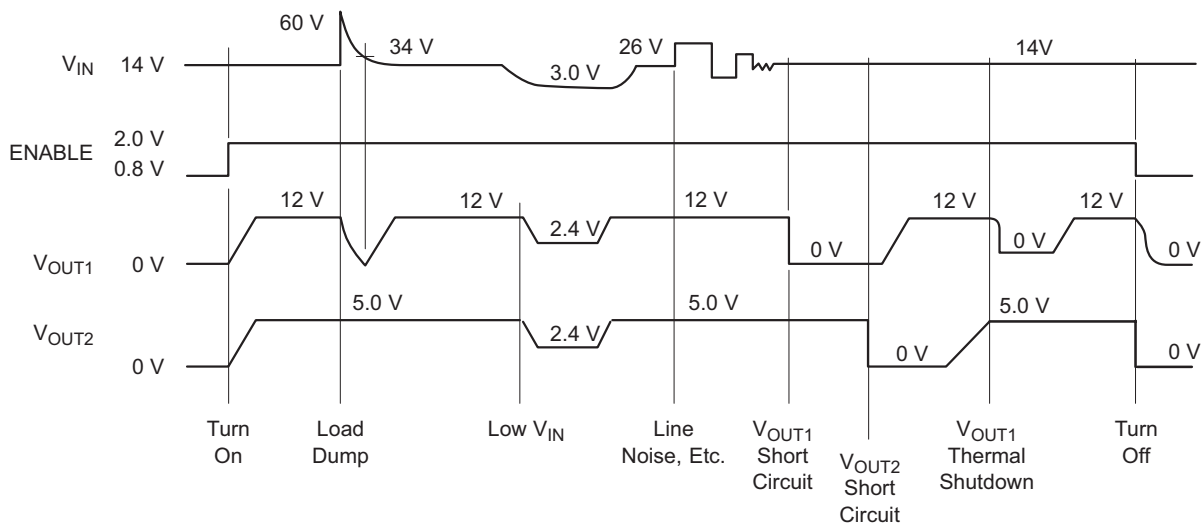 60 V
34 V
26 V
14V
V_IN 14 V
3.0 V
2.0 V
ENABLE
0.8 V
12 V 12 V 12 V 12 V 12 V
2.4 V
0 V 0 V
V_OUT1 0 V 0 V
5.0 V 5.0 V 5.0 V
V_OUT2
2.4 V
0 V 0 V
0 V
Turn
On
Load
Dump
Low V_IN
Line
Noise, Etc.
V_OUT1
Short
Circuit
V_OUT2
Short
Circuit
V_OUT1
Thermal
Shutdown
Turn
Off